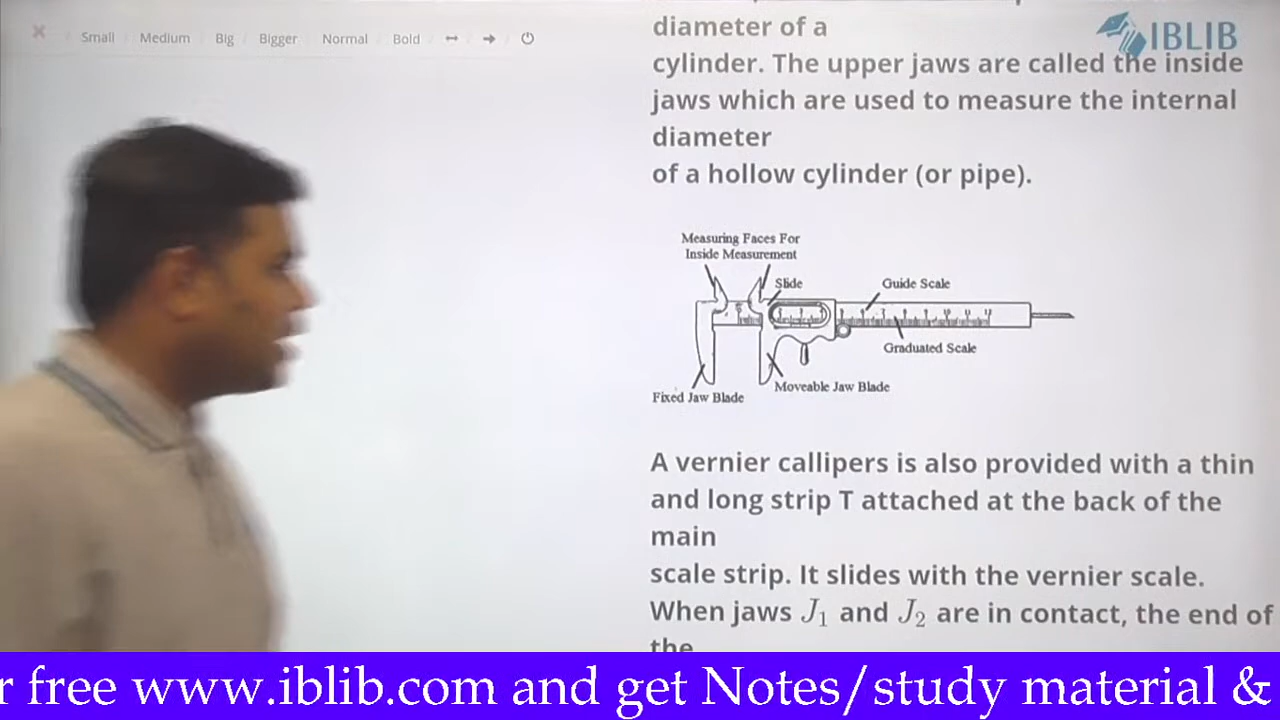 × Small / Medium / Big / Bigger / Normal / Bold / ↔ / → /
IBLIB
diameter of a
cylinder. The upper jaws are called the inside
jaws which are used to measure the internal
diameter
of a hollow cylinder (or pipe).
Measuring Faces For
Inside Measurement
Slide
Guide Scale
Graduated Scale
Moveable Jaw Blade
Fixed Jaw Blade
A vernier callipers is also provided with a thin
and long strip T attached at the back of the
main
scale strip. It slides with the vernier scale.
When jaws J₁ and J₂ are in contact, the end of
the
r free www.iblib.com and get Notes/study material &